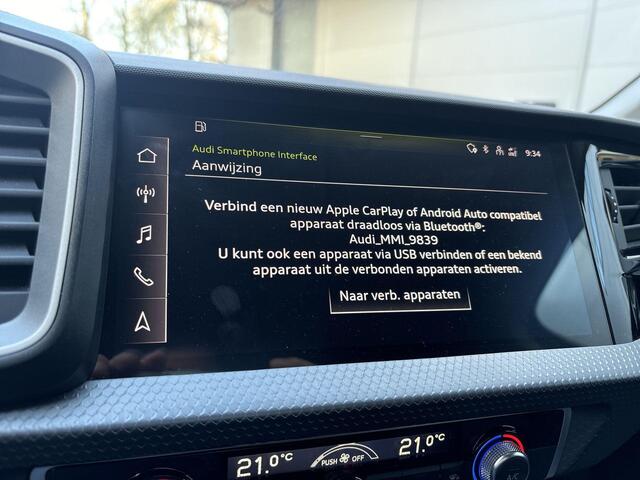 9:34
Audi Smartphone Interface
Aanwijzing
Verbind een nieuw Apple CarPlay of Android Auto compatibel
apparaat draadloos via Bluetooth®:
Audi_MMI_9839
U kunt ook een apparaat via USB verbinden of een bekend
apparaat uit de verbonden apparaten activeren.
Naar verb. apparaten
21.0°C
PUSH OFF
21.0°C
A/C